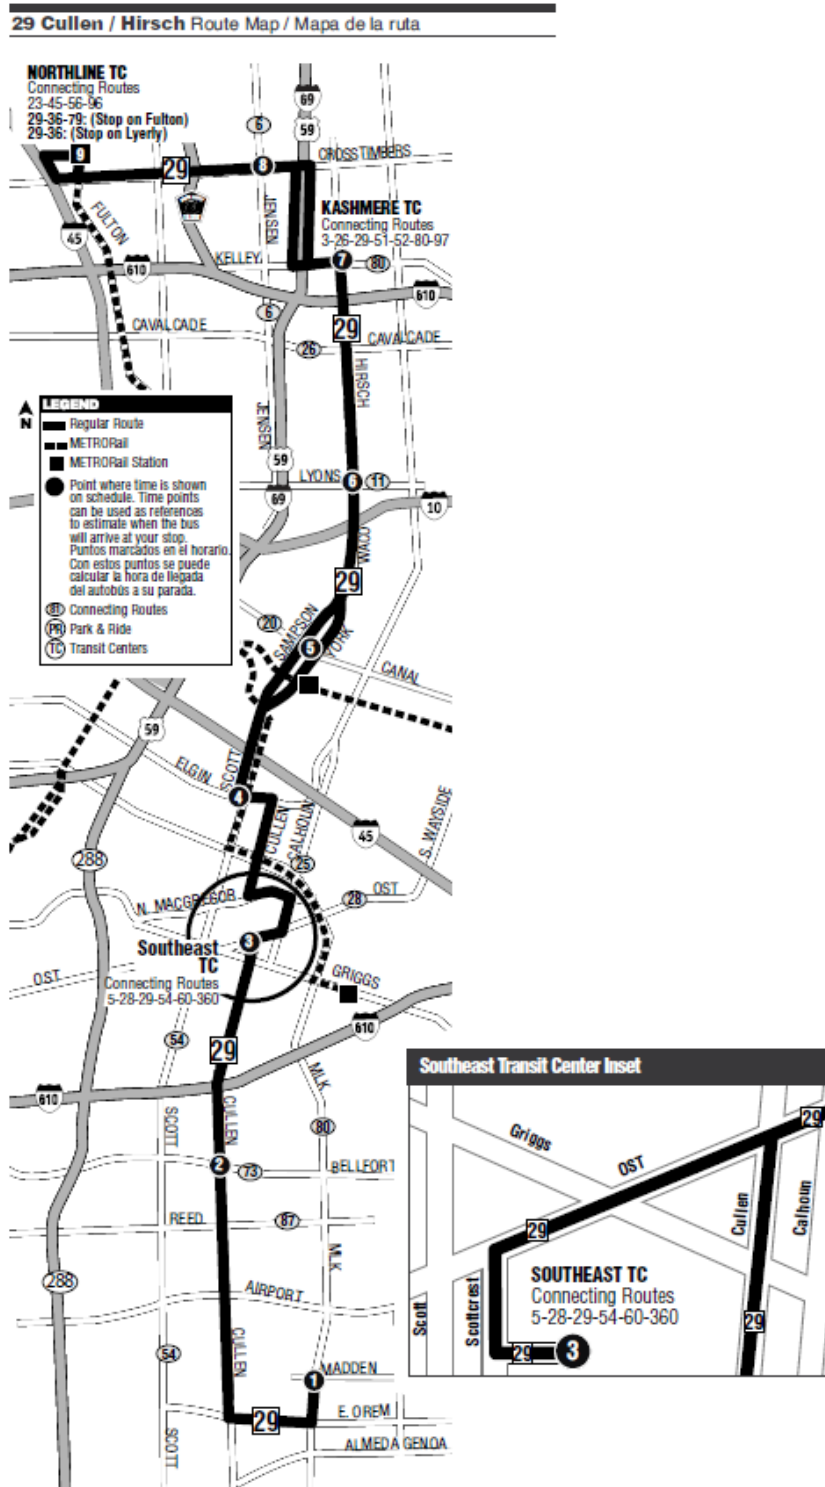 29 Cullen / Hirsch Route Map / Mapa de la ruta
NORTHLINE TC
Connecting Routes
23-45-56-96
29-36-79: (Stop on Fulton)
29-36: (Stop on Lyerly)
69
59
6
9
29
8
CROSSTIMBERS
JENSEN
KASHMERE TC
Connecting Routes
3-26-29-51-52-80-97
FULTON
45
KELLEY
7
80
610
610
6
29
CAVALCADE
26
CAVALCADE
HIRSCH
N
LEGEND
Regular Route
METRORail
METRORail Station
Point where time is shown
on schedule. Time points
can be used as references
to estimate when the bus
will arrive at your stop.
Puntos marcados en el horario.
Con estos puntos se puede
calcular la hora de llegada
del autobús a su parada.
81 Connecting Routes
PR Park & Ride
TC Transit Centers
JENSEN
59
LYONS
6
11
69
10
WACO
29
20
SAMPSON
5
YORK
CANAL
59
ELGIN
SCOTT
4
CULLEN
CALHOUN
45
S. WAYSIDE
288
25
N. MACGREGOR
28
OST
3
Southeast
TC
Connecting Routes
5-28-29-54-60-360
OST
GRIGGS
610
54
29
MLK
610
SCOTT
CULLEN
80
2
73
BELLFORT
REED
87
MLK
288
AIRPORT
54
CULLEN
MADDEN
1
29
E. OREM
SCOTT
ALMEDA GENOA
Southeast Transit Center Inset
29
Griggs
OST
Cullen
Calhoun
29
SOUTHEAST TC
Connecting Routes
5-28-29-54-60-360
Scott
Scottcrest
29
29
3